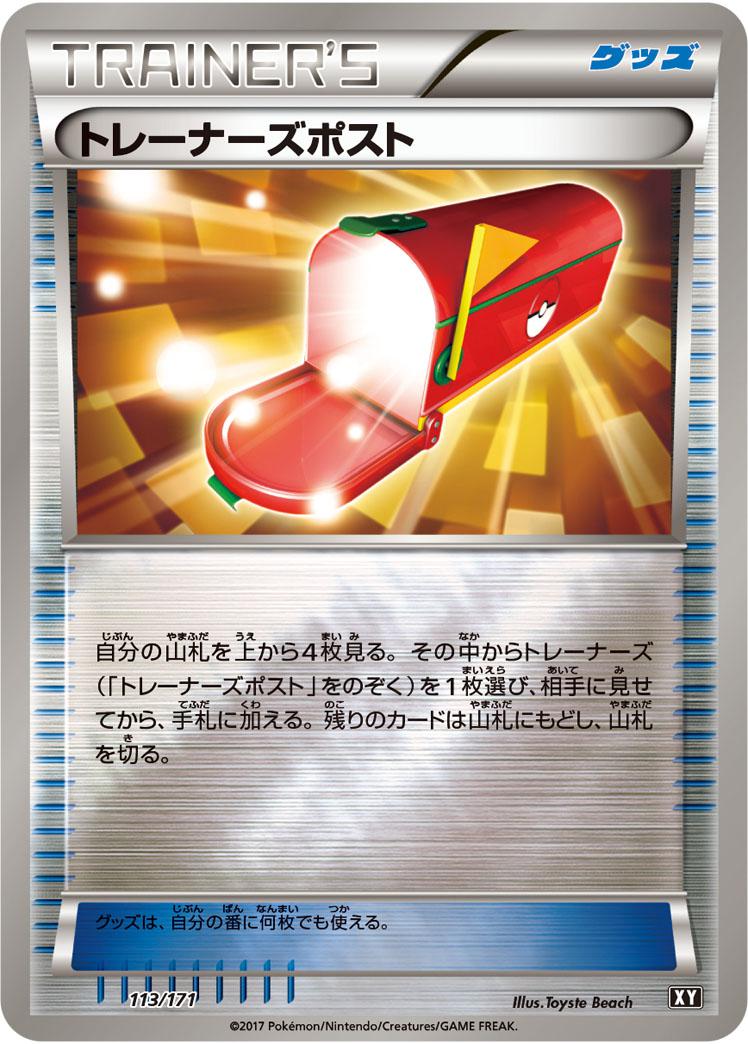 TRAINER'S
グッズ
トレーナーズポスト
自分の山札を上から4枚見る。その中からトレーナーズ
（「トレーナーズポスト」をのぞく）を1枚選び、相手に見せ
てから、手札に加える。残りのカードは山札にもどし、山札
を切る。
グッズは、自分の番に何枚でも使える。
113/171
Illus.Toyste Beach
XY
©2017 Pokémon/Nintendo/Creatures/GAME FREAK.